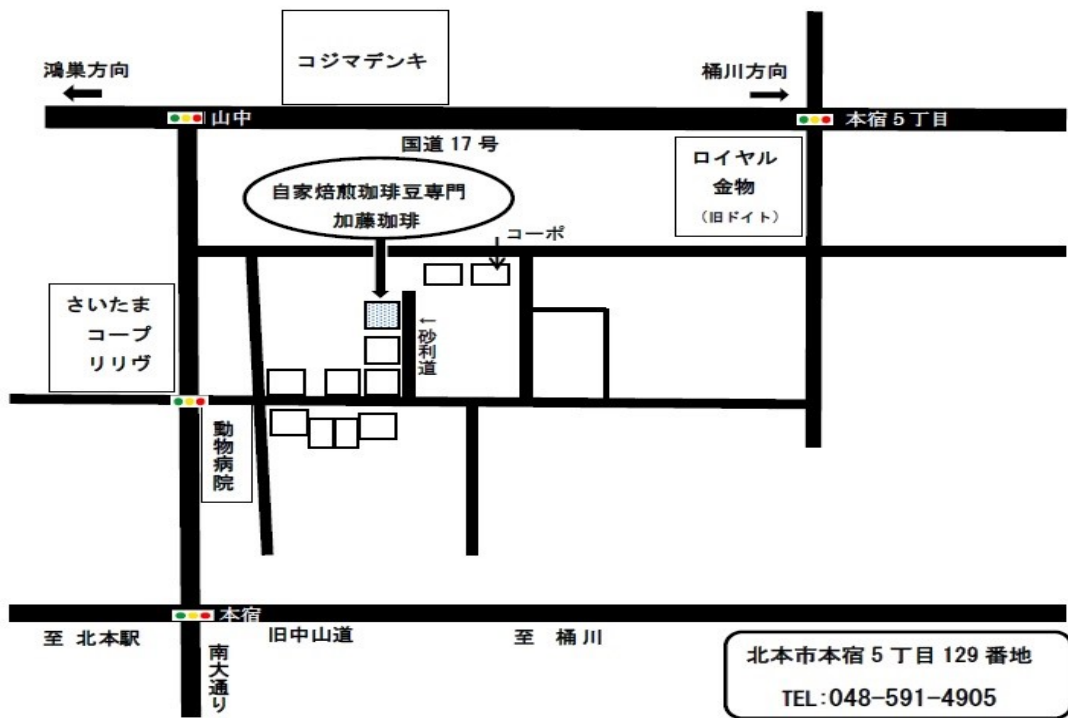 コジマデンキ
鴻巣方向
桶川方向
山中
本宿5丁目
国道17号
ロイヤル
金物
(旧ドイト)
自家焙煎珈琲豆専門
加藤珈琲
コーポ
さいたま
コープ
リリヴ
←砂利道
動物病院
本宿
至 北本駅
旧中山道
至 桶川
南大通り
北本市本宿5丁目129番地
TEL:048-591-4905